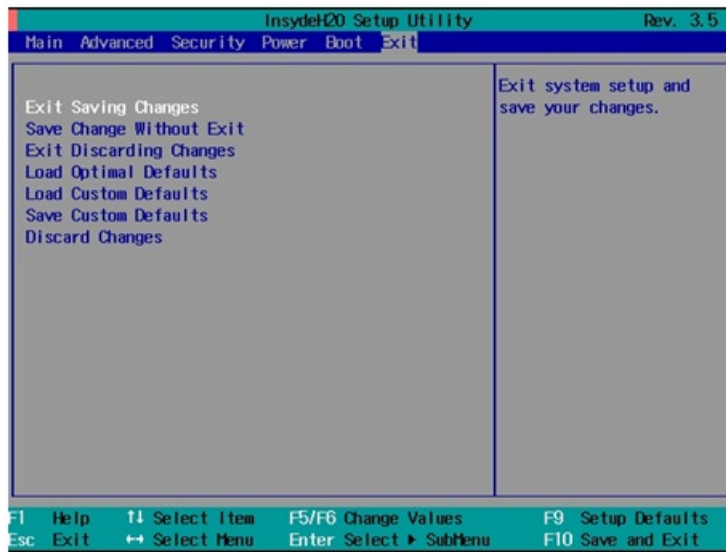 InsydeH2O Setup Utility Rev. 3.5
Main Advanced Security Power Boot Exit
Exit Saving Changes
Save Change Without Exit
Exit Discarding Changes
Load Optimal Defaults
Load Custom Defaults
Save Custom Defaults
Discard Changes
Exit system setup and
save your changes.
F1 Help ↑↓ Select Item F5/F6 Change Values F9 Setup Defaults
Esc Exit ↔ Select Menu Enter Select ▶ SubMenu F10 Save and Exit